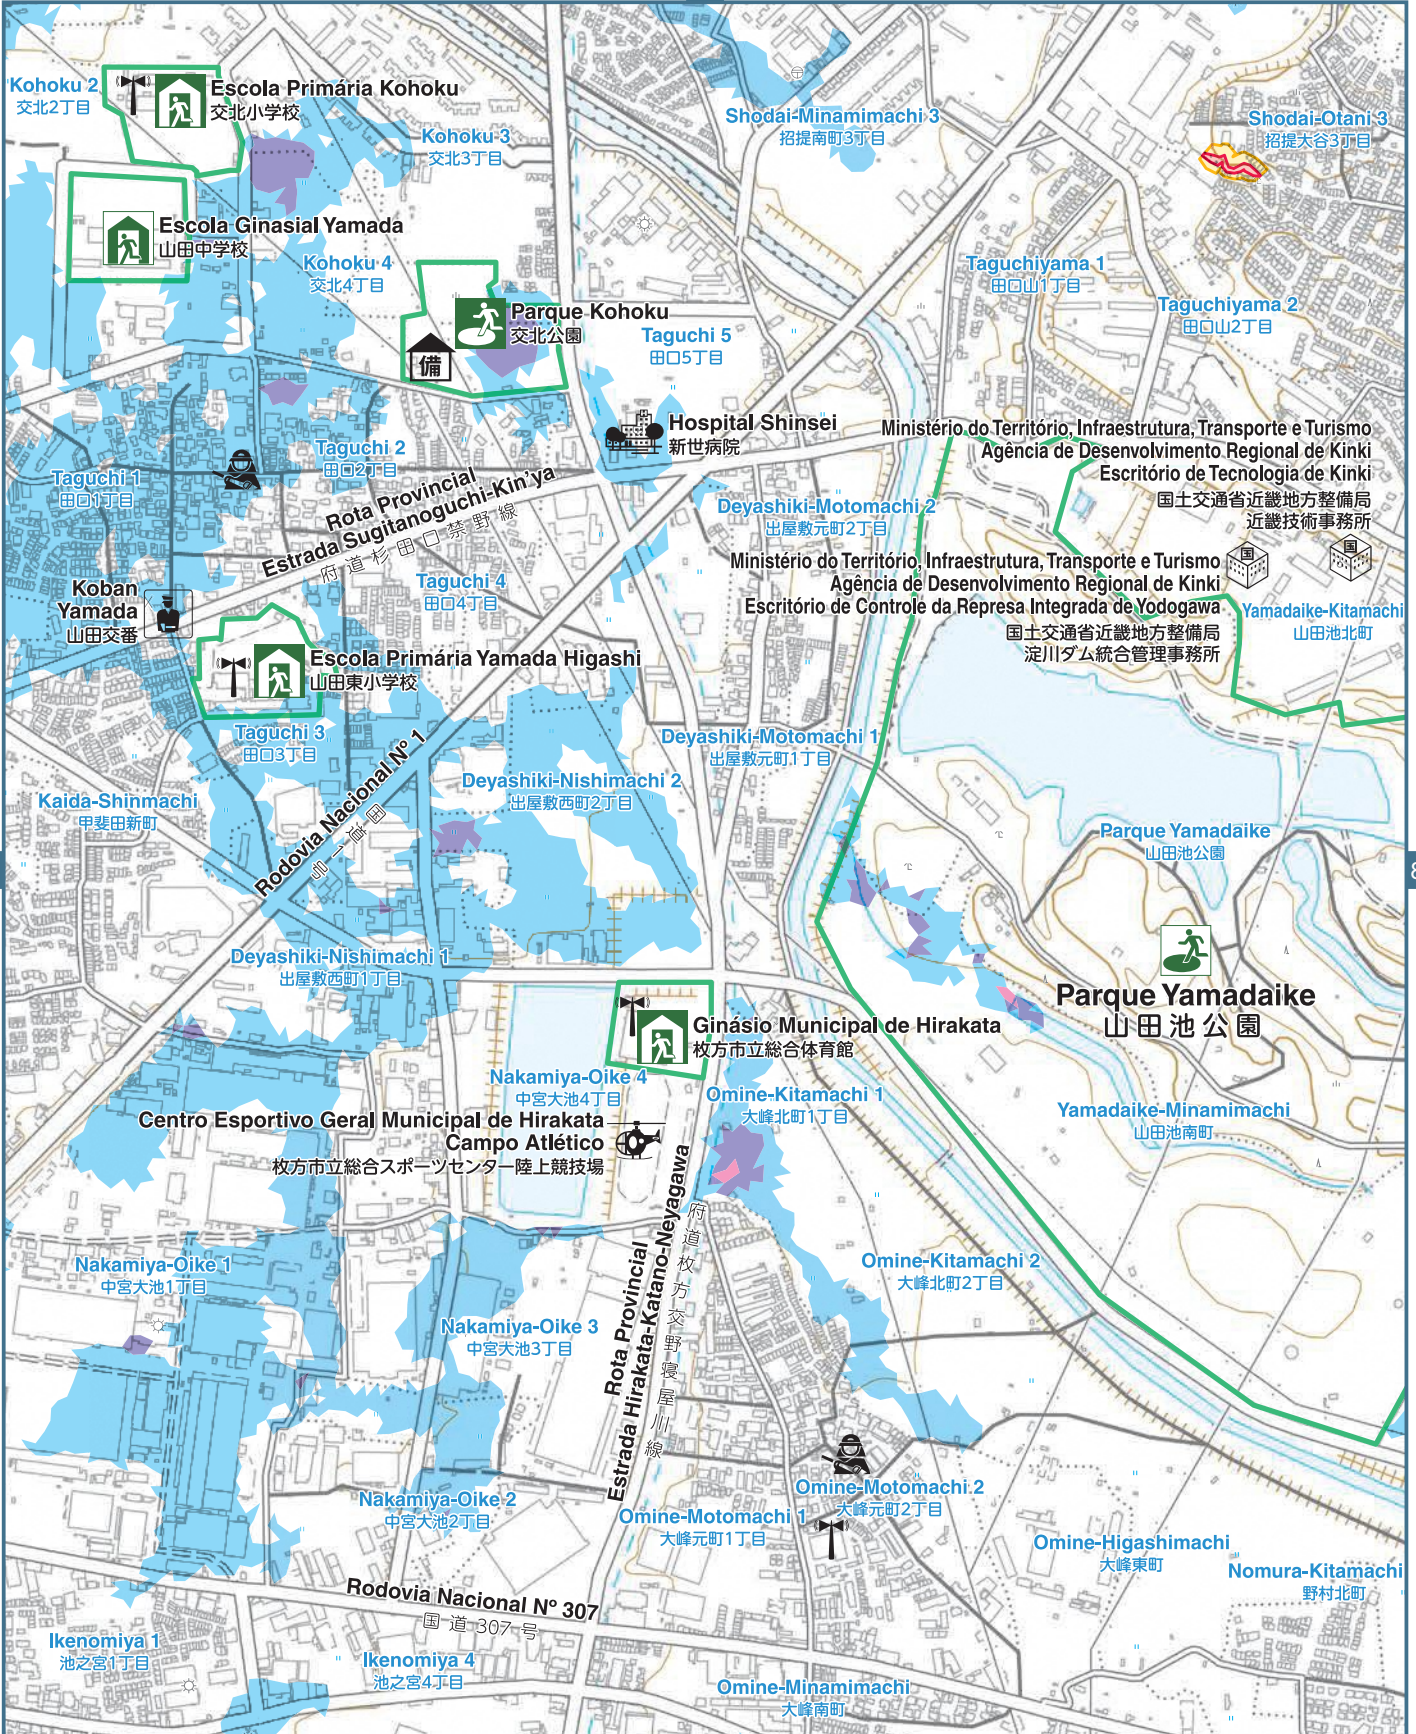 Kohoku 2
交北2丁目
Escola Primária Kohoku
交北小学校
Kohoku 3
交北3丁目
Shodai-Minamimachi 3
招提南町3丁目
Shodai-Otani 3
招提大谷3丁目
Escola Ginasial Yamada
山田中学校
Kohoku 4
交北4丁目
Taguchiyama 1
田口山1丁目
Taguchiyama 2
田口山2丁目
Parque Kohoku
交北公園
備
Taguchi 5
田口5丁目
Hospital Shinsei
新世病院
Ministério do Território, Infraestrutura, Transporte e Turismo
Agência de Desenvolvimento Regional de Kinki
Escritório de Tecnologia de Kinki
国土交通省近畿地方整備局
近畿技術事務所
Taguchi 1
田口1丁目
Taguchi 2
田口2丁目
Rota Provincial
Estrada Sugitanoguchi-Kin'ya
府道杉田口禁野線
Deyashiki-Motomachi 2
出屋敷元町2丁目
国
国
Ministério do Território, Infraestrutura, Transporte e Turismo
Agência de Desenvolvimento Regional de Kinki
Escritório de Controle da Represa Integrada de Yodogawa
国土交通省近畿地方整備局
淀川ダム統合管理事務所
Yamadaike-Kitamachi
山田池北町
Koban
Yamada
山田交番
Taguchi 4
田口4丁目
Escola Primária Yamada Higashi
山田東小学校
Taguchi 3
田口3丁目
Deyashiki-Motomachi 1
出屋敷元町1丁目
Rodovia Nacional Nº 1
国道1号
Deyashiki-Nishimachi 2
出屋敷西町2丁目
Kaida-Shinmachi
甲斐田新町
Parque Yamadaike
山田池公園
8
Deyashiki-Nishimachi 1
出屋敷西町1丁目
Parque Yamadaike
山田池公園
Ginásio Municipal de Hirakata
枚方市立総合体育館
Nakamiya-Oike 4
中宮大池4丁目
Omine-Kitamachi 1
大峰北町1丁目
Yamadaike-Minamimachi
山田池南町
Centro Esportivo Geral Municipal de Hirakata
Campo Atlético
枚方市立総合スポーツセンター陸上競技場
Rota Provincial
Estrada Hirakata-Katano-Neyagawa
府道枚方交野寝屋川線
Nakamiya-Oike 1
中宮大池1丁目
Omine-Kitamachi 2
大峰北町2丁目
Nakamiya-Oike 3
中宮大池3丁目
Nakamiya-Oike 2
中宮大池2丁目
Omine-Motomachi 2
大峰元町2丁目
Omine-Motomachi 1
大峰元町1丁目
Omine-Higashimachi
大峰東町
Nomura-Kitamachi
野村北町
Rodovia Nacional Nº 307
国道307号
Ikenomiya 1
池之宮1丁目
Ikenomiya 4
池之宮4丁目
Omine-Minamimachi
大峰南町